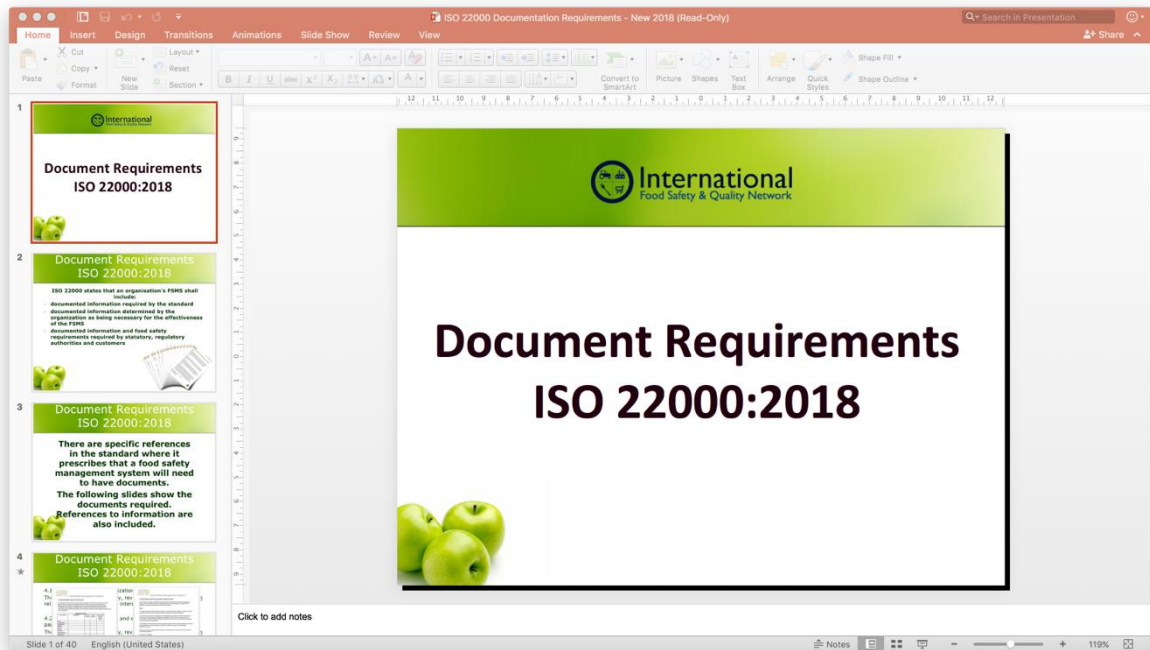 ISO 22000 Documentation Requirements - New 2018 (Read-Only)
Search in Presentation
Home Insert Design Transitions Animations Slide Show Review View
Share
Paste
Cut
Copy
Format
New Slide
Layout
Reset
Section
Convert to SmartArt
Picture
Shapes
Text Box
Arrange
Quick Styles
Shape Fill
Shape Outline
1
International
Food Safety & Quality Network
Document Requirements
ISO 22000:2018
2
Document Requirements
ISO 22000:2018
ISO 22000 states that an organisation's FSMS shall
include:
documented information required by the standard
documented information determined by the
organization as being necessary for the effectiveness
of the FSMS
documented information and food safety
requirements required by statutory, regulatory
authorities and customers
3
Document Requirements
ISO 22000:2018
There are specific references
in the standard where it
prescribes that a food safety
management system will need
to have documents.
The following slides show the
documents required.
References to information are
also included.
4
Document Requirements
ISO 22000:2018
International
Food Safety & Quality Network
Document Requirements
ISO 22000:2018
Click to add notes
Slide 1 of 40 English (United States)
Notes
119%